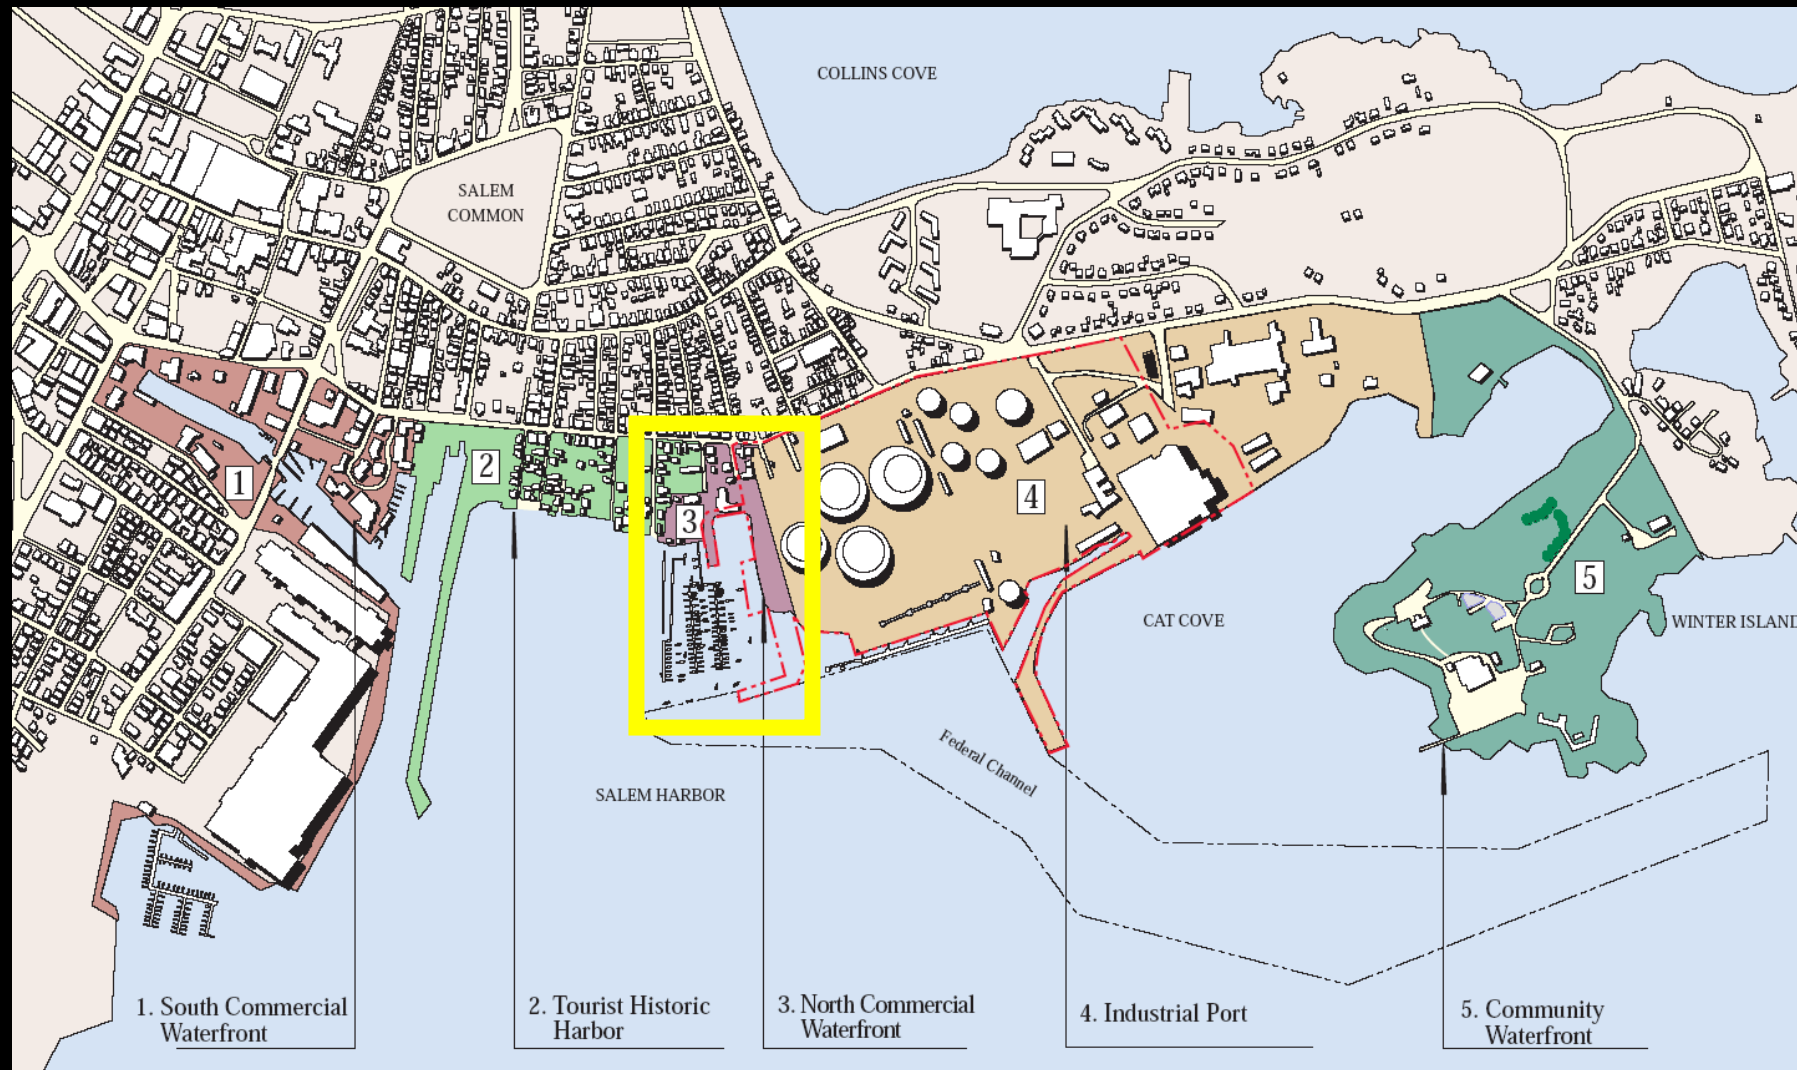 COLLINS COVE
SALEM
COMMON
2
1
3
4
5
CAT COVE
WINTER ISLAND
Federal Channel
SALEM HARBOR
1. South Commercial
Waterfront
2. Tourist Historic
Harbor
3. North Commercial
Waterfront
4. Industrial Port
5. Community
Waterfront